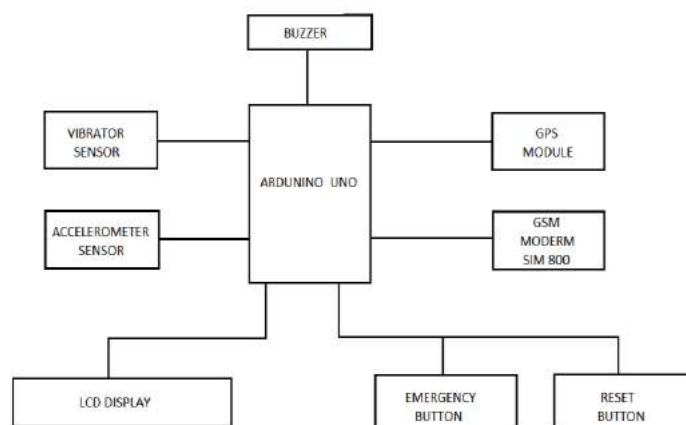 BUZZER
VIBRATOR
SENSOR
GPS
MODULE
ARDUNINO UNO
ACCELEROMETER
SENSOR
GSM
MODERM
SIM 800
LCD DISPLAY
EMERGENCY
BUTTON
RESET
BUTTON